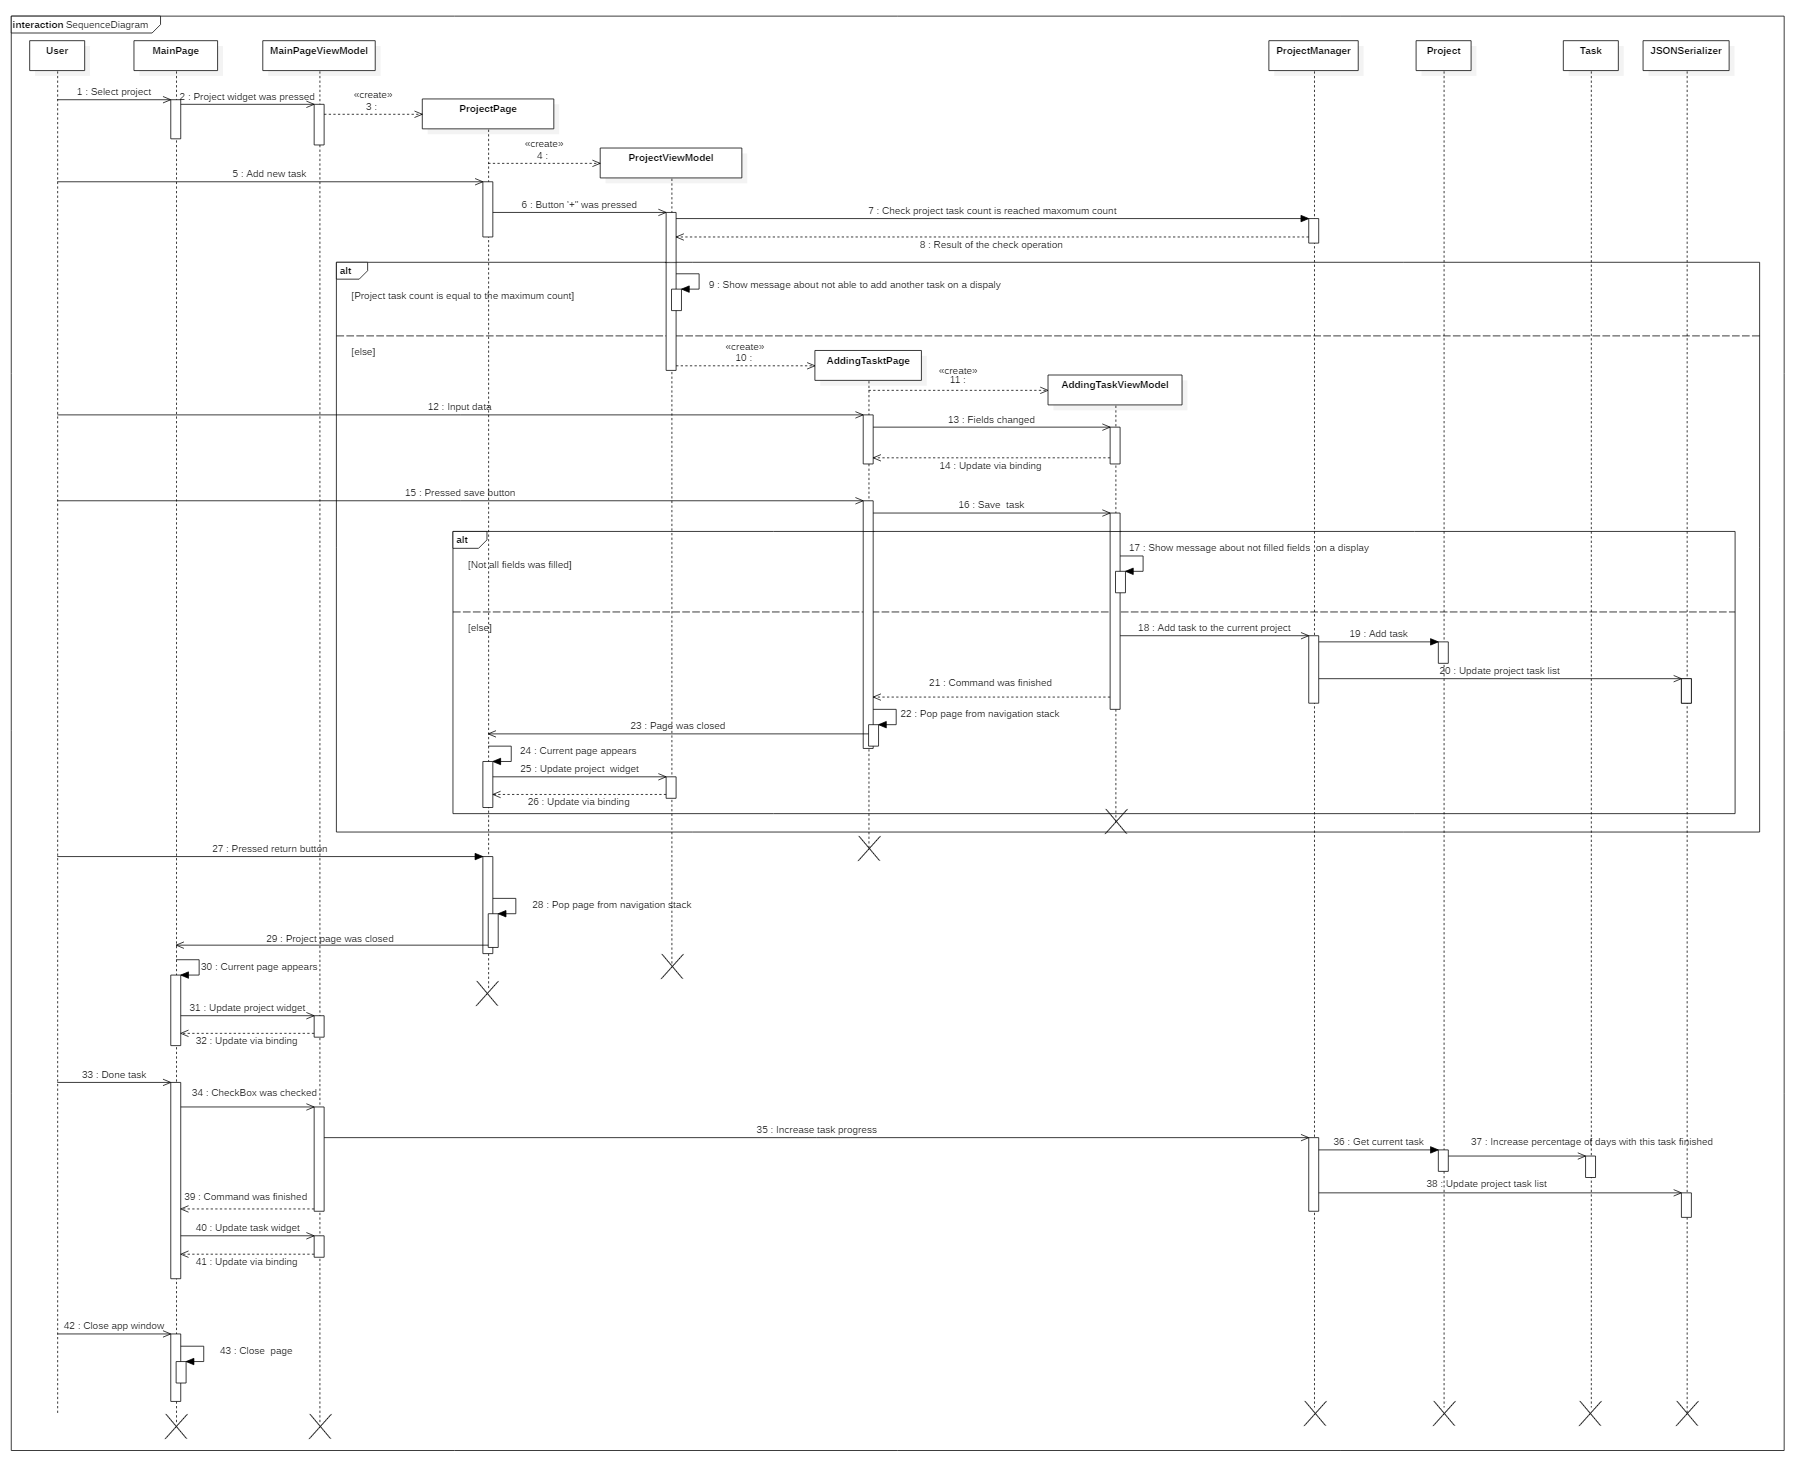 interaction SequenceDiagram
User
MainPage
MainPageViewModel
ProjectManager
Project
Task
JSONSerializer
1 : Select project
2 : Project widget was pressed
«create»
3 :
ProjectPage
«create»
4 :
ProjectViewModel
5 : Add new task
6 : Button '+" was pressed
7 : Check project task count is reached maxomum count
8 : Result of the check operation
alt
9 : Show message about not able to add another task on a dispaly
[Project task count is equal to the maximum count]
[else]
«create»
10 :
AddingTasktPage
«create»
11 :
AddingTaskViewModel
12 : Input data
13 : Fields changed
14 : Update via binding
15 : Pressed save button
16 : Save  task
alt
17 : Show message about not filled fields  on a display
[Not all fields was filled]
[else]
18 : Add task to the current project
19 : Add task
20 : Update project task list
21 : Command was finished
22 : Pop page from navigation stack
23 : Page was closed
24 : Current page appears
25 : Update project  widget
26 : Update via binding
27 : Pressed return button
28 : Pop page from navigation stack
29 : Project page was closed
30 : Current page appears
31 : Update project widget
32 : Update via binding
33 : Done task
34 : CheckBox was checked
35 : Increase task progress
36 : Get current task
37 : Increase percentage of days with this task finished
38 : Update project task list
39 : Command was finished
40 : Update task widget
41 : Update via binding
42 : Close app window
43 : Close  page